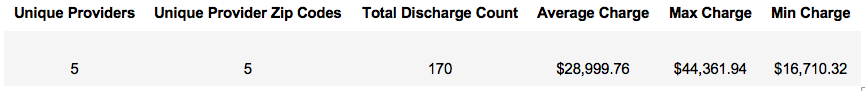 Unique Providers Unique Provider Zip Codes Total Discharge Count Average Charge Max Charge Min Charge
5 5 170 $28,999.76 $44,361.94 $16,710.32